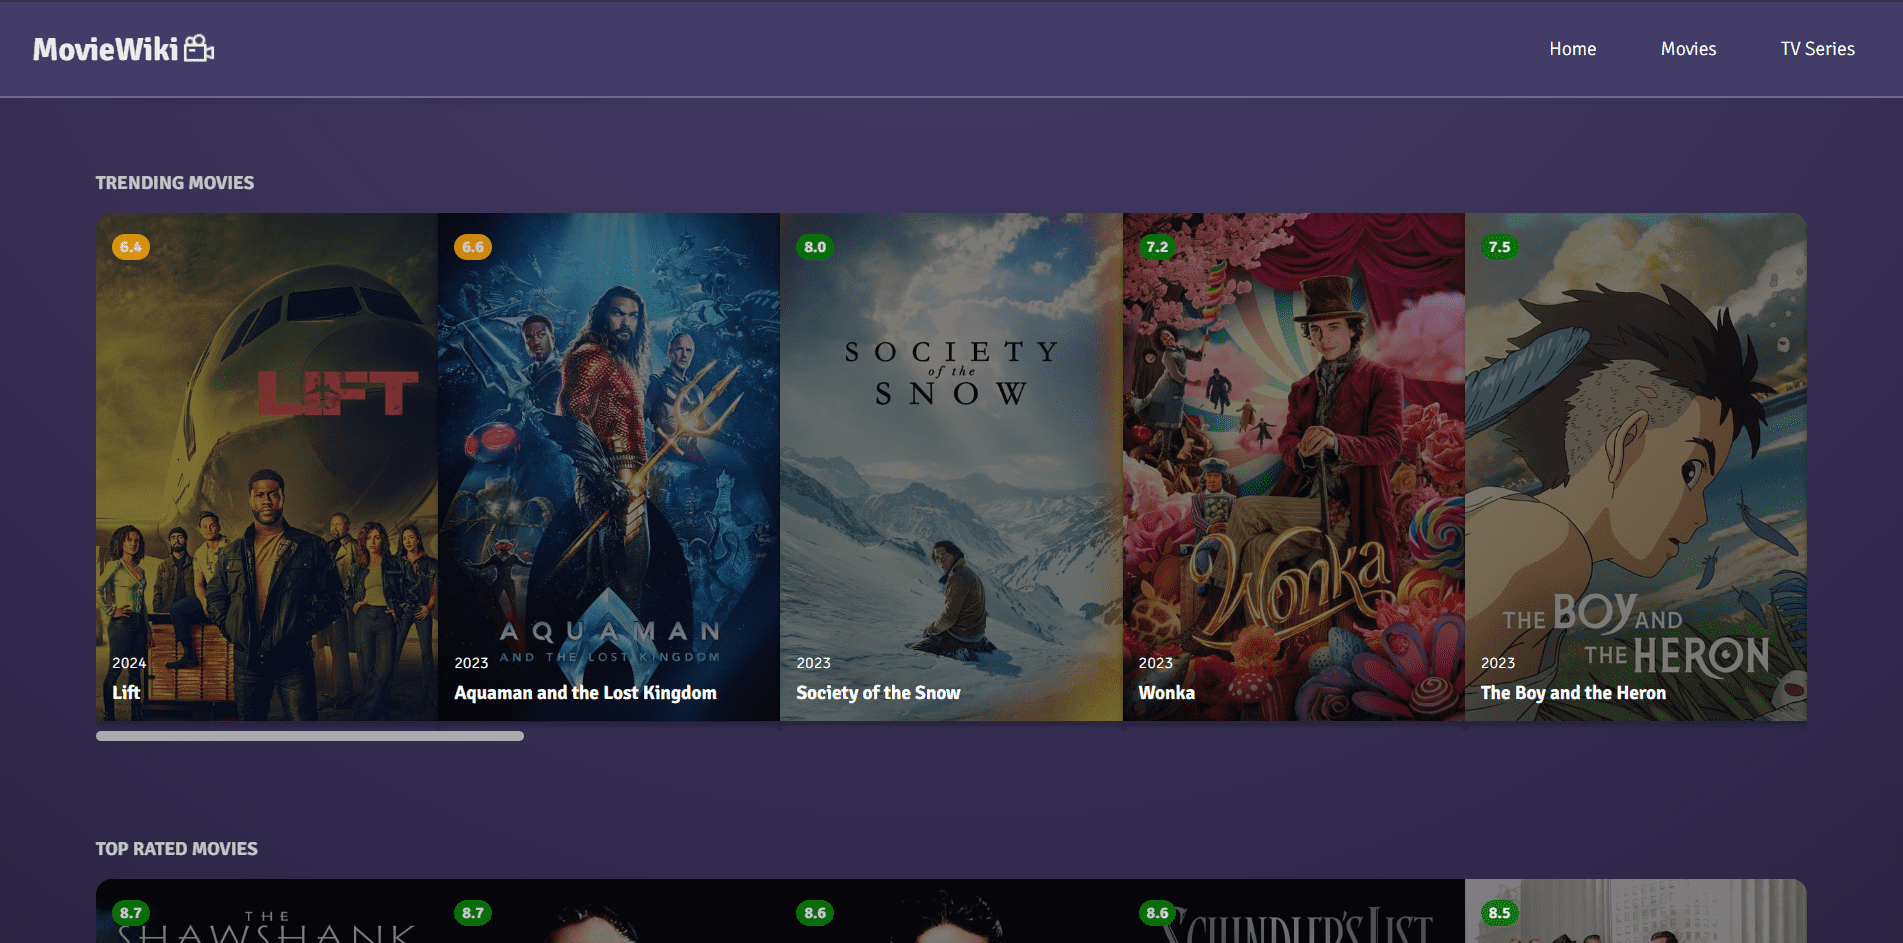 MovieWiki
Home Movies TV Series
TRENDING MOVIES
6.4
LIFT
2024
Lift
6.6
AQUAMAN
AND THE LOST KINGDOM
2023
Aquaman and the Lost Kingdom
8.0
SOCIETY
of the
SNOW
2023
Society of the Snow
7.2
Wonka
2023
Wonka
7.5
THE BOY AND
THE HERON
2023
The Boy and the Heron
TOP RATED MOVIES
8.7
THE
SHAWSHANK
8.7
8.6
8.6
SCHINDLER'S LIST
8.5